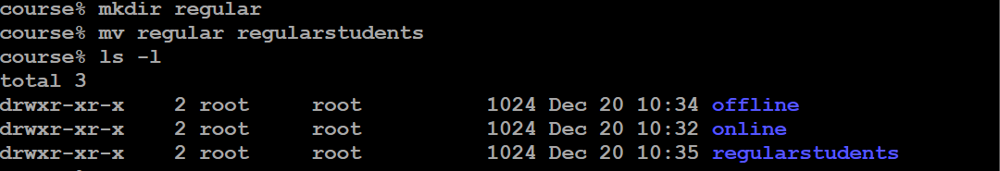 course% mkdir regular
course% mv regular regularstudents
course% ls -l
total 3
drwxr-xr-x    2 root     root          1024 Dec 20 10:34 offline
drwxr-xr-x    2 root     root          1024 Dec 20 10:32 online
drwxr-xr-x    2 root     root          1024 Dec 20 10:35 regularstudents